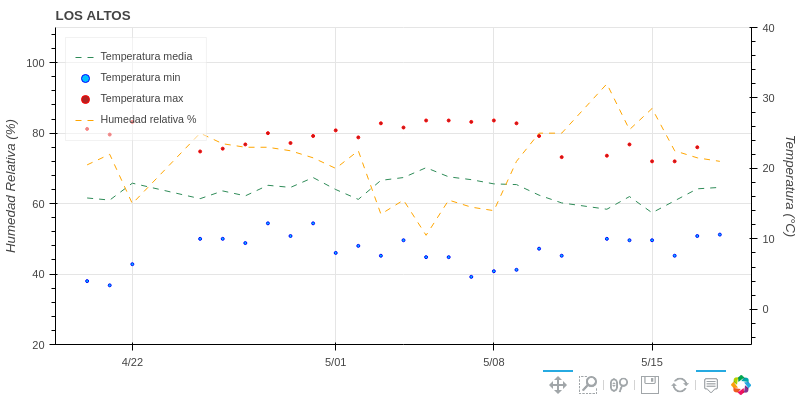 LOS ALTOS
Temperatura media
Temperatura min
Temperatura max
Humedad relativa %
Humedad Relativa (%)
100
80
60
40
20
Temperatura (°C)
40
30
20
10
0
4/22
5/01
5/08
5/15